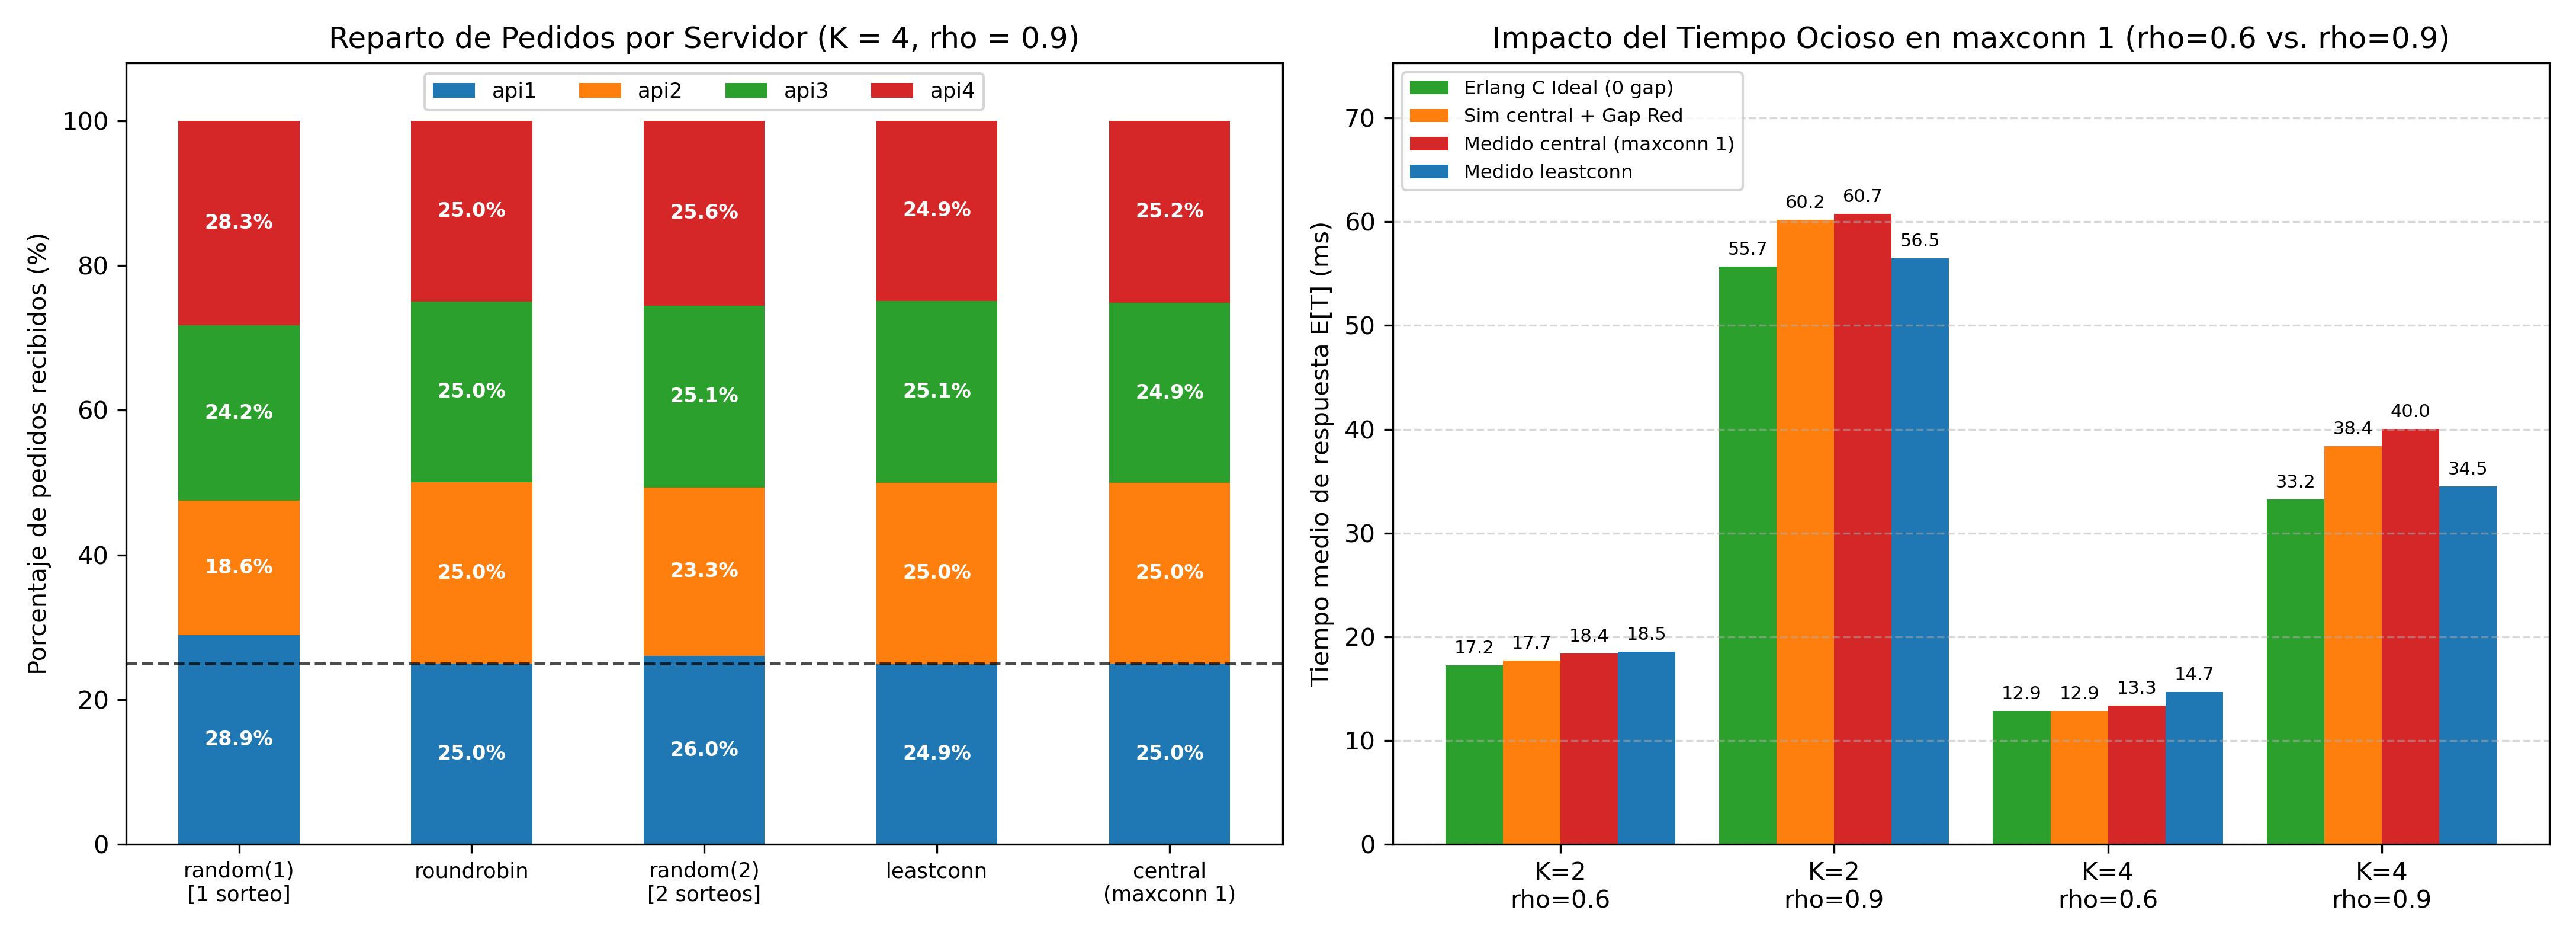 Reparto de Pedidos por Servidor (K = 4, rho = 0.9)
api1 api2 api3 api4
Porcentaje de pedidos recibidos (%)
100
80
60
40
20
0
28.3% 25.0% 25.6% 24.9% 25.2%
24.2% 25.0% 25.1% 25.1% 24.9%
18.6% 25.0% 23.3% 25.0% 25.0%
28.9% 25.0% 26.0% 24.9% 25.0%
random(1) roundrobin random(2) leastconn central
[1 sorteo] [2 sorteos] (maxconn 1)
Impacto del Tiempo Ocioso en maxconn 1 (rho=0.6 vs. rho=0.9)
Erlang C Ideal (0 gap)
Sim central + Gap Red
Medido central (maxconn 1)
Medido leastconn
Tiempo medio de respuesta E[T] (ms)
70
60
50
40
30
20
10
0
17.2 17.7 18.4 18.5
55.7 60.2 60.7 56.5
12.9 12.9 13.3 14.7
33.2 38.4 40.0 34.5
K=2 K=2 K=4 K=4
rho=0.6 rho=0.9 rho=0.6 rho=0.9